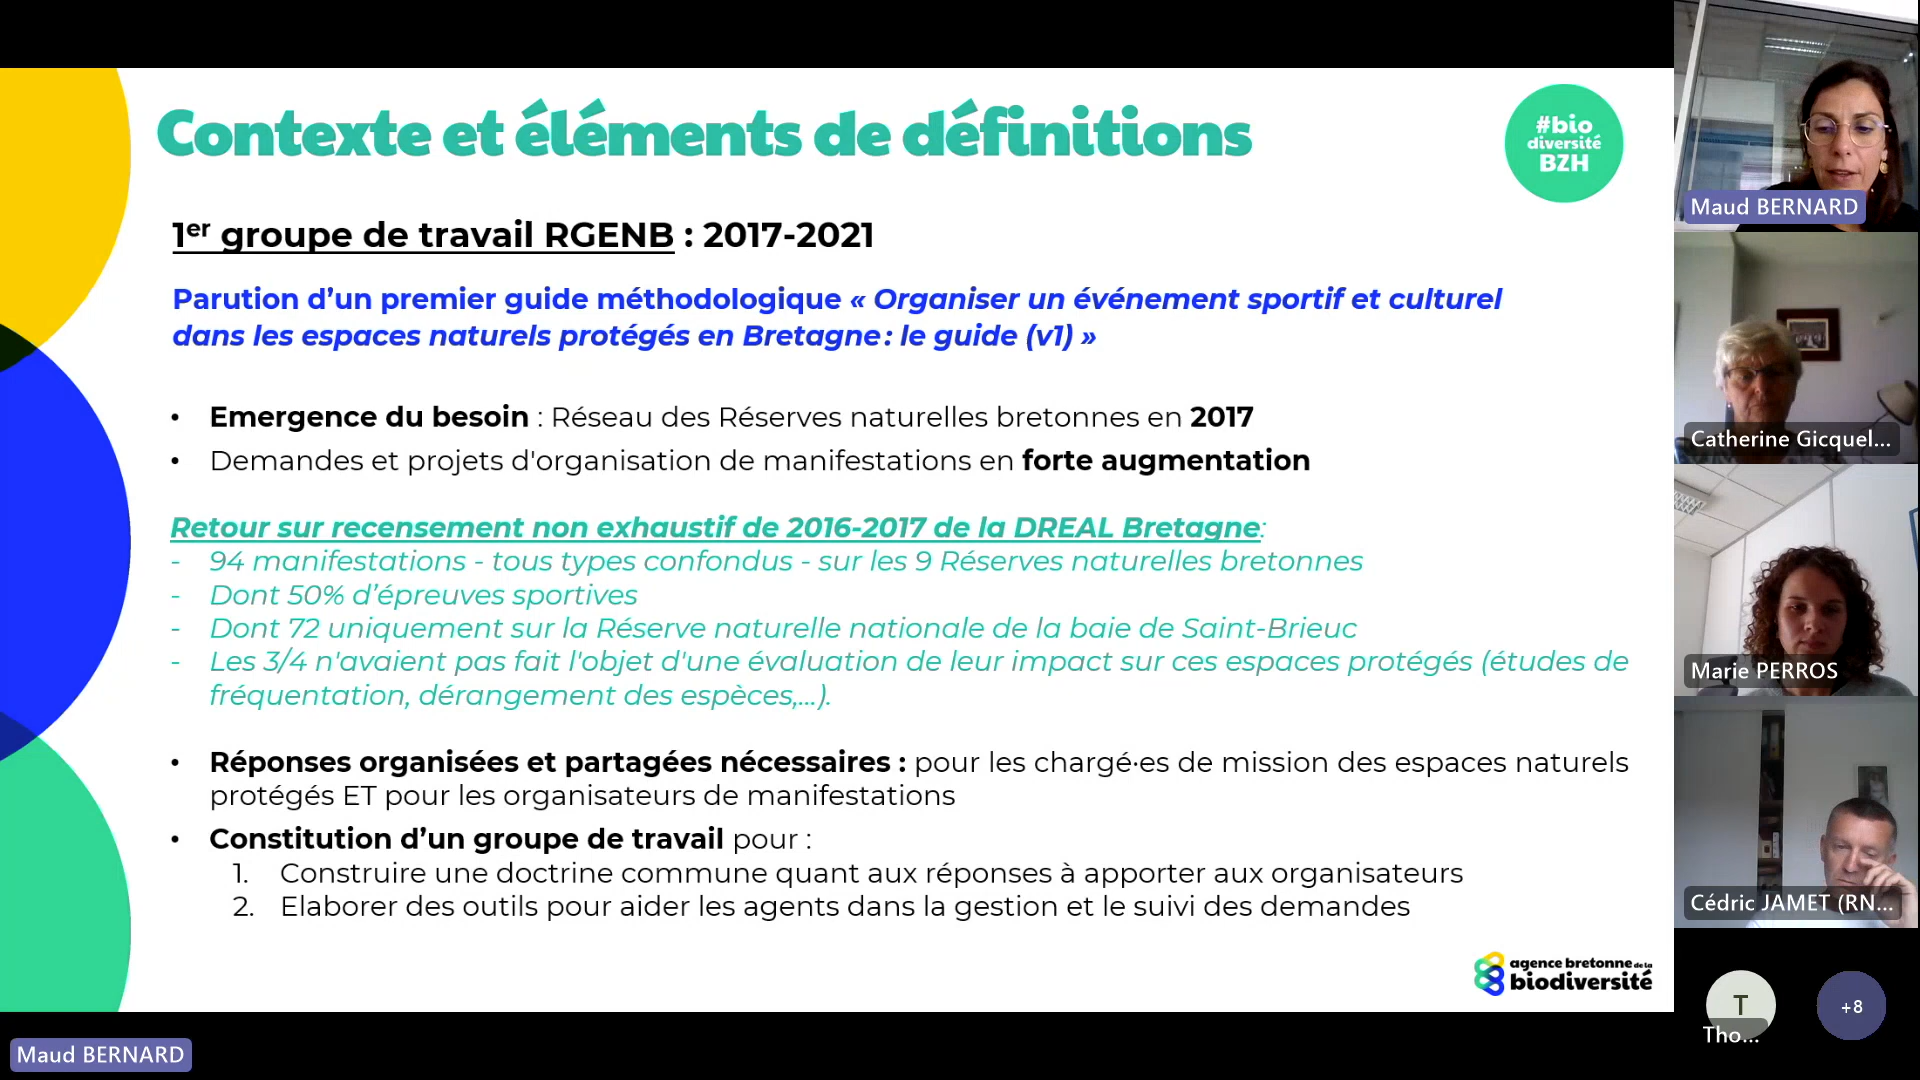 Contexte et éléments de définitions
#bio
diversité
BZH
1er groupe de travail RGENB : 2017-2021
Parution d’un premier guide méthodologique « Organiser un événement sportif et culturel
dans les espaces naturels protégés en Bretagne : le guide (v1) »
• Emergence du besoin : Réseau des Réserves naturelles bretonnes en 2017
• Demandes et projets d'organisation de manifestations en forte augmentation
Retour sur recensement non exhaustif de 2016-2017 de la DREAL Bretagne:
- 94 manifestations - tous types confondus - sur les 9 Réserves naturelles bretonnes
- Dont 50% d’épreuves sportives
- Dont 72 uniquement sur la Réserve naturelle nationale de la baie de Saint-Brieuc
- Les 3/4 n'avaient pas fait l'objet d'une évaluation de leur impact sur ces espaces protégés (études de
fréquentation, dérangement des espèces,...).
• Réponses organisées et partagées nécessaires : pour les chargé·es de mission des espaces naturels
protégés ET pour les organisateurs de manifestations
• Constitution d’un groupe de travail pour :
1. Construire une doctrine commune quant aux réponses à apporter aux organisateurs
2. Elaborer des outils pour aider les agents dans la gestion et le suivi des demandes
agence bretonne de la
biodiversité
Maud BERNARD
Maud BERNARD
Catherine Gicquel...
Marie PERROS
Cédric JAMET (RN...
T
Tho...
+8